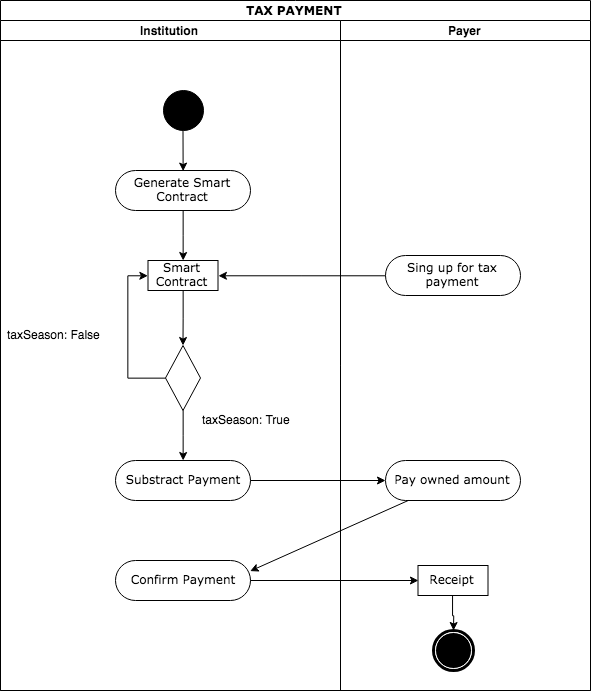 TAX PAYMENT
Institution
Payer
Generate Smart
Contract
Smart
Contract
Sing up for tax
payment
taxSeason: False
taxSeason: True
Substract Payment
Pay owned amount
Confirm Payment
Receipt